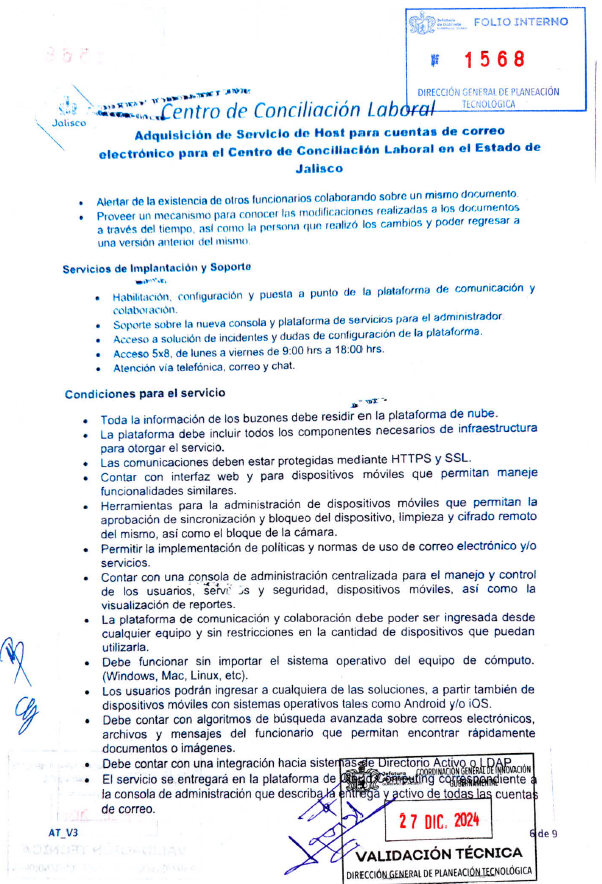 FOLIO INTERNO
Nº 1568
DIRECCIÓN GENERAL DE PLANEACIÓN
TECNOLÓGICA
Jalisco
Centro de Conciliación Laboral
Adquisición de Servicio de Host para cuentas de correo
electrónico para el Centro de Conciliación Laboral en el Estado de
Jalisco
• Alertar de la existencia de otros funcionarios colaborando sobre un mismo documento.
• Proveer un mecanismo para conocer las modificaciones realizadas a los documentos
a través del tiempo, así como la persona que realizó los cambios y poder regresar a
una versión anterior del mismo.
Servicios de Implantación y Soporte
• Habilitación, configuración y puesta a punto de la plataforma de comunicación y
colaboración.
• Soporte sobre la nueva consola y plataforma de servicios para el administrador
• Acceso a solución de incidentes y dudas de configuración de la plataforma.
• Acceso 5x8, de lunes a viernes de 9:00 hrs a 18:00 hrs.
• Atención vía telefónica, correo y chat.
Condiciones para el servicio
• Toda la información de los buzones debe residir en la plataforma de nube.
• La plataforma debe incluir todos los componentes necesarios de infraestructura
para otorgar el servicio.
• Las comunicaciones deben estar protegidas mediante HTTPS y SSL.
• Contar con interfaz web y para dispositivos móviles que permitan maneje
funcionalidades similares.
• Herramientas para la administración de dispositivos móviles que permitan la
aprobación de sincronización y bloqueo del dispositivo, limpieza y cifrado remoto
del mismo, así como el bloque de la cámara.
• Permitir la implementación de políticas y normas de uso de correo electrónico y/o
servicios.
• Contar con una consola de administración centralizada para el manejo y control
de los usuarios, servicios y seguridad, dispositivos móviles, así como la
visualización de reportes.
• La plataforma de comunicación y colaboración debe poder ser ingresada desde
cualquier equipo y sin restricciones en la cantidad de dispositivos que puedan
utilizarla.
• Debe funcionar sin importar el sistema operativo del equipo de cómputo.
(Windows, Mac, Linux, etc).
• Los usuarios podrán ingresar a cualquiera de las soluciones, a partir también de
dispositivos móviles con sistemas operativos tales como Android y/o iOS.
• Debe contar con algoritmos de búsqueda avanzada sobre correos electrónicos,
archivos y mensajes del funcionario que permitan encontrar rápidamente
documentos o imágenes.
• Debe contar con una integración hacia sistemas de Directorio Activo o LDAP
• El servicio se entregará en la plataforma de Computing correspondiente a
la consola de administración que describa la entrega y activo de todas las cuentas
de correo.
COORDINACIÓN GENERAL DE INNOVACIÓN
GUBERNAMENTAL
27 DIC. 2024
VALIDACIÓN TÉCNICA
DIRECCIÓN GENERAL DE PLANEACIÓN TECNOLÓGICA
AT_V3
6 de 9